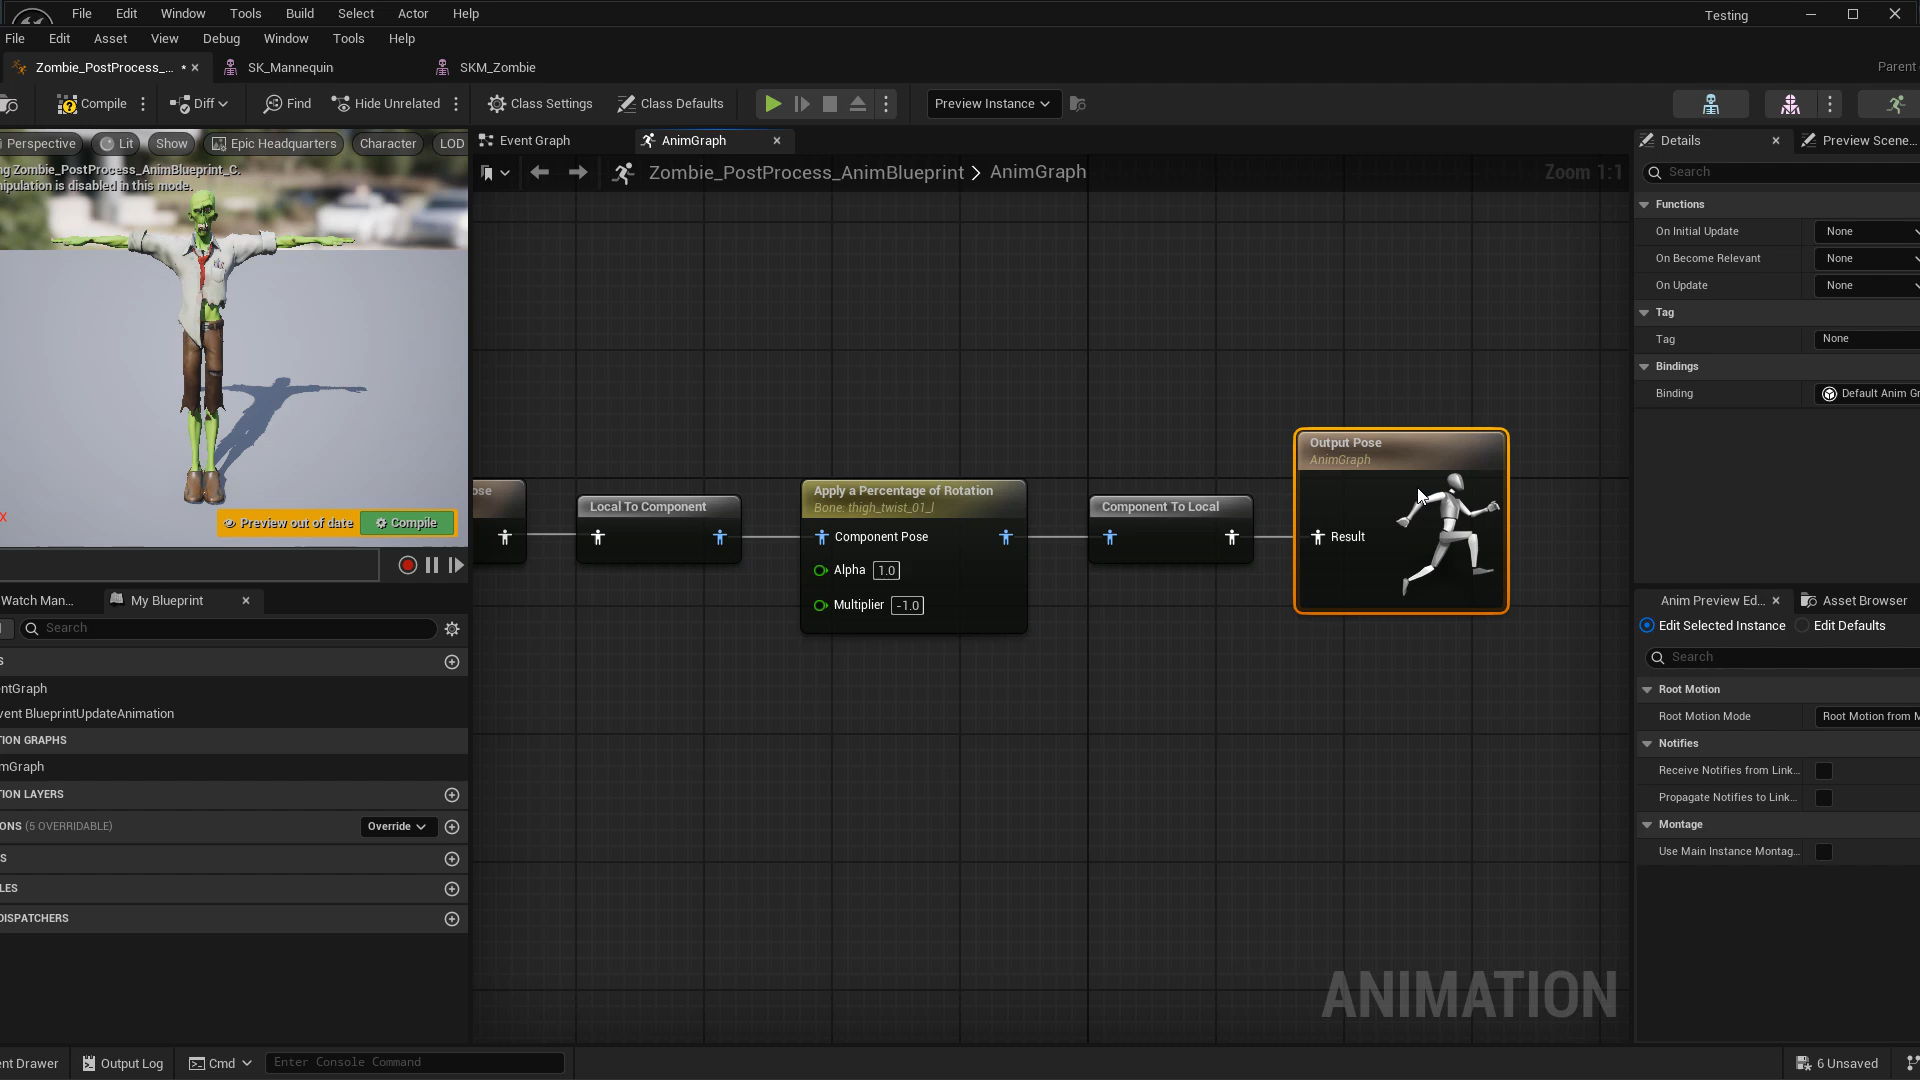 File Edit Window Tools Build Select Actor Help
Testing
File Edit Asset View Debug Window Tools Help
Zombie_PostProcess_... •
SK_Mannequin
SKM_Zombie
Parent
Compile
Diff
Find
Hide Unrelated
Class Settings
Class Defaults
Preview Instance
Perspective
Lit
Show
Epic Headquarters
Character
LOD
ng Zombie_PostProcess_AnimBlueprint_C.
nipulation is disabled in this mode.
X
Preview out of date
Compile
Event Graph
AnimGraph
Zombie_PostProcess_AnimBlueprint > AnimGraph
Zoom 1:1
ose
Local To Component
Apply a Percentage of Rotation
Bone: thigh_twist_01_l
Component Pose
Alpha 1.0
Multiplier -1.0
Component To Local
Output Pose
AnimGraph
Result
ANIMATION
Watch Man...
My Blueprint
Search
S
ntGraph
vent BlueprintUpdateAnimation
TION GRAPHS
mGraph
TION LAYERS
ONS (5 OVERRIDABLE)
Override
S
LES
DISPATCHERS
Details
Preview Scene...
Search
Functions
On Initial Update None
On Become Relevant None
On Update None
Tag
Tag None
Bindings
Binding Default Anim Gr
Anim Preview Ed...
Asset Browser
Edit Selected Instance Edit Defaults
Search
Root Motion
Root Motion Mode Root Motion from M
Notifies
Receive Notifies from Link...
Propagate Notifies to Link...
Montage
Use Main Instance Montag...
ent Drawer
Output Log
Cmd
Enter Console Command
6 Unsaved